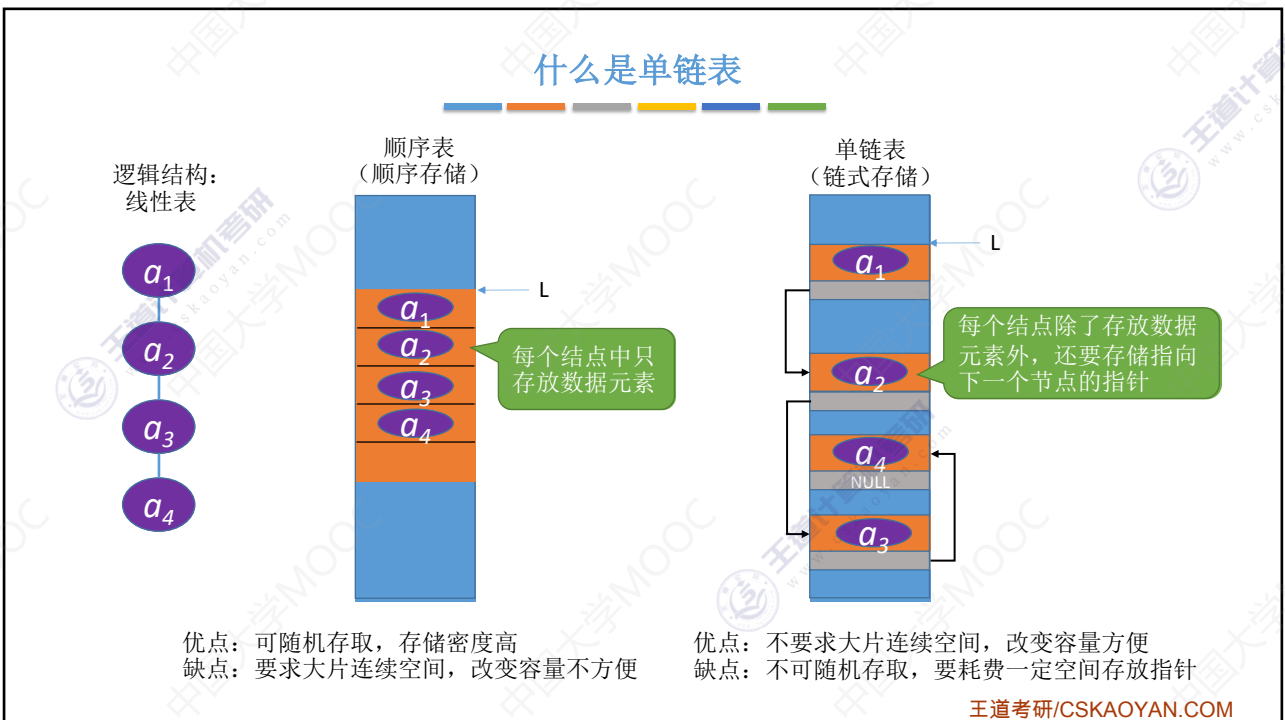 什么是单链表
逻辑结构：
线性表
a1
a2
a3
a4
顺序表
（顺序存储）
L
a1
a2
a3
a4
每个结点中只
存放数据元素
单链表
（链式存储）
L
a1
a2
a4
NULL
a3
每个结点除了存放数据
元素外，还要存储指向
下一个节点的指针
优点：可随机存取，存储密度高
缺点：要求大片连续空间，改变容量不方便
优点：不要求大片连续空间，改变容量方便
缺点：不可随机存取，要耗费一定空间存放指针
王道考研/CSKAOYAN.COM